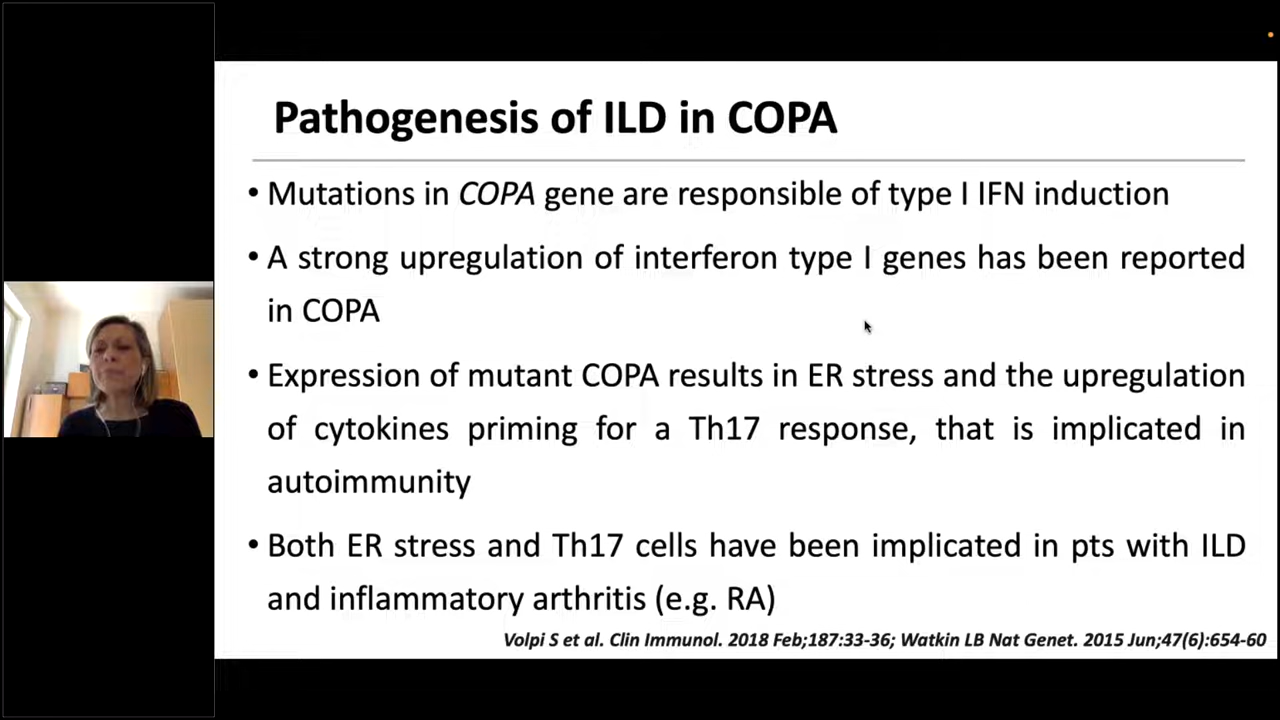 Pathogenesis of ILD in COPA
• Mutations in COPA gene are responsible of type I IFN induction
• A strong upregulation of interferon type I genes has been reported
in COPA
• Expression of mutant COPA results in ER stress and the upregulation
of cytokines priming for a Th17 response, that is implicated in
autoimmunity
• Both ER stress and Th17 cells have been implicated in pts with ILD
and inflammatory arthritis (e.g. RA)
Volpi S et al. Clin Immunol. 2018 Feb;187:33-36; Watkin LB Nat Genet. 2015 Jun;47(6):654-60